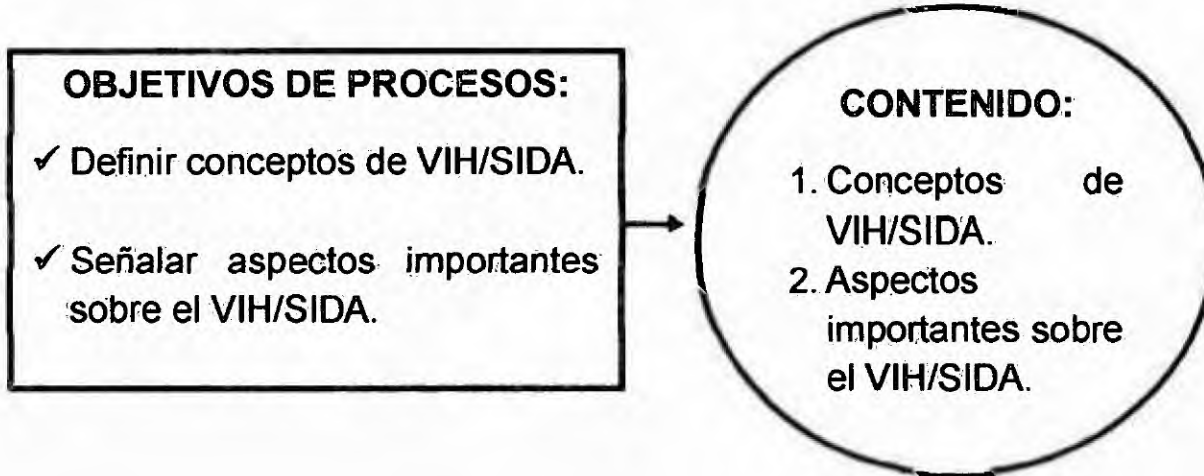 OBJETIVOS DE PROCESOS:
✓ Definir conceptos de VIH/SIDA.
✓ Señalar aspectos importantes
sobre el VIH/SIDA.
CONTENIDO:
1. Conceptos de
VIH/SIDA.
2. Aspectos
importantes sobre
el VIH/SIDA.